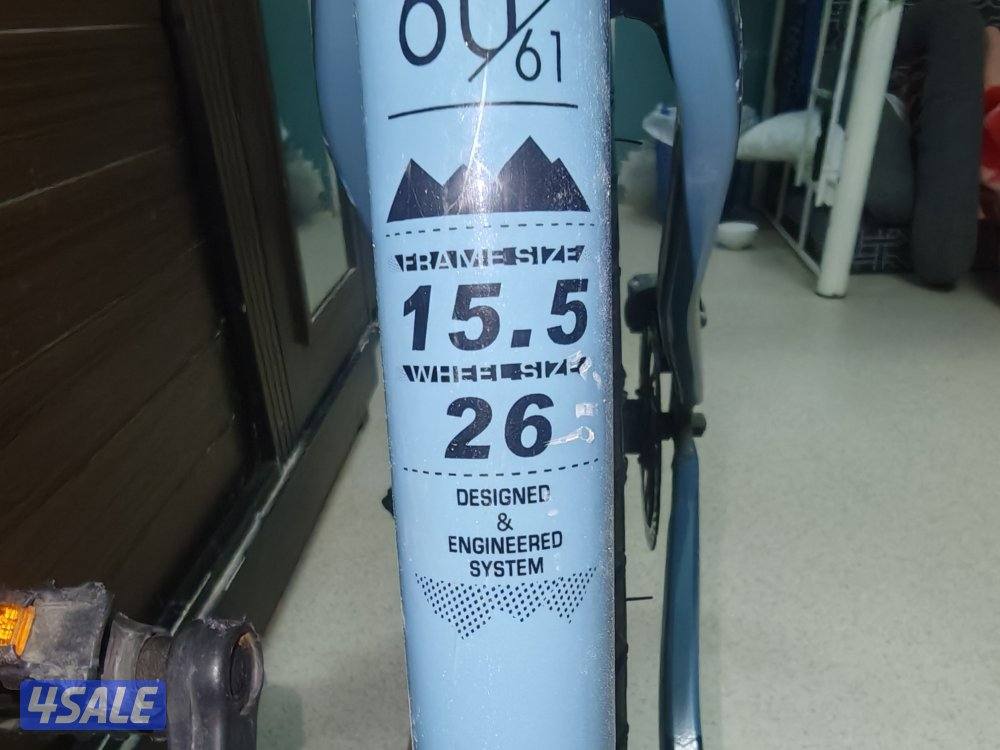 60/61
FRAME SIZE
15.5
WHEEL SIZE
26
DESIGNED
&
ENGINEERED
SYSTEM
4SALE